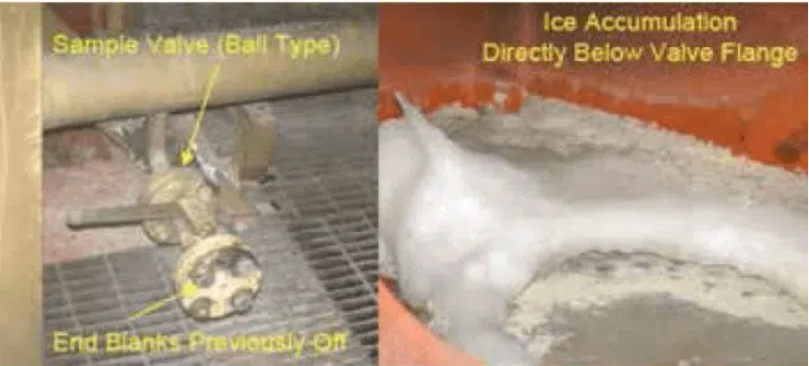 Sample Valve (Ball Type)
End Blanks Previously Off
Ice Accumulation
Directly Below Valve Flange